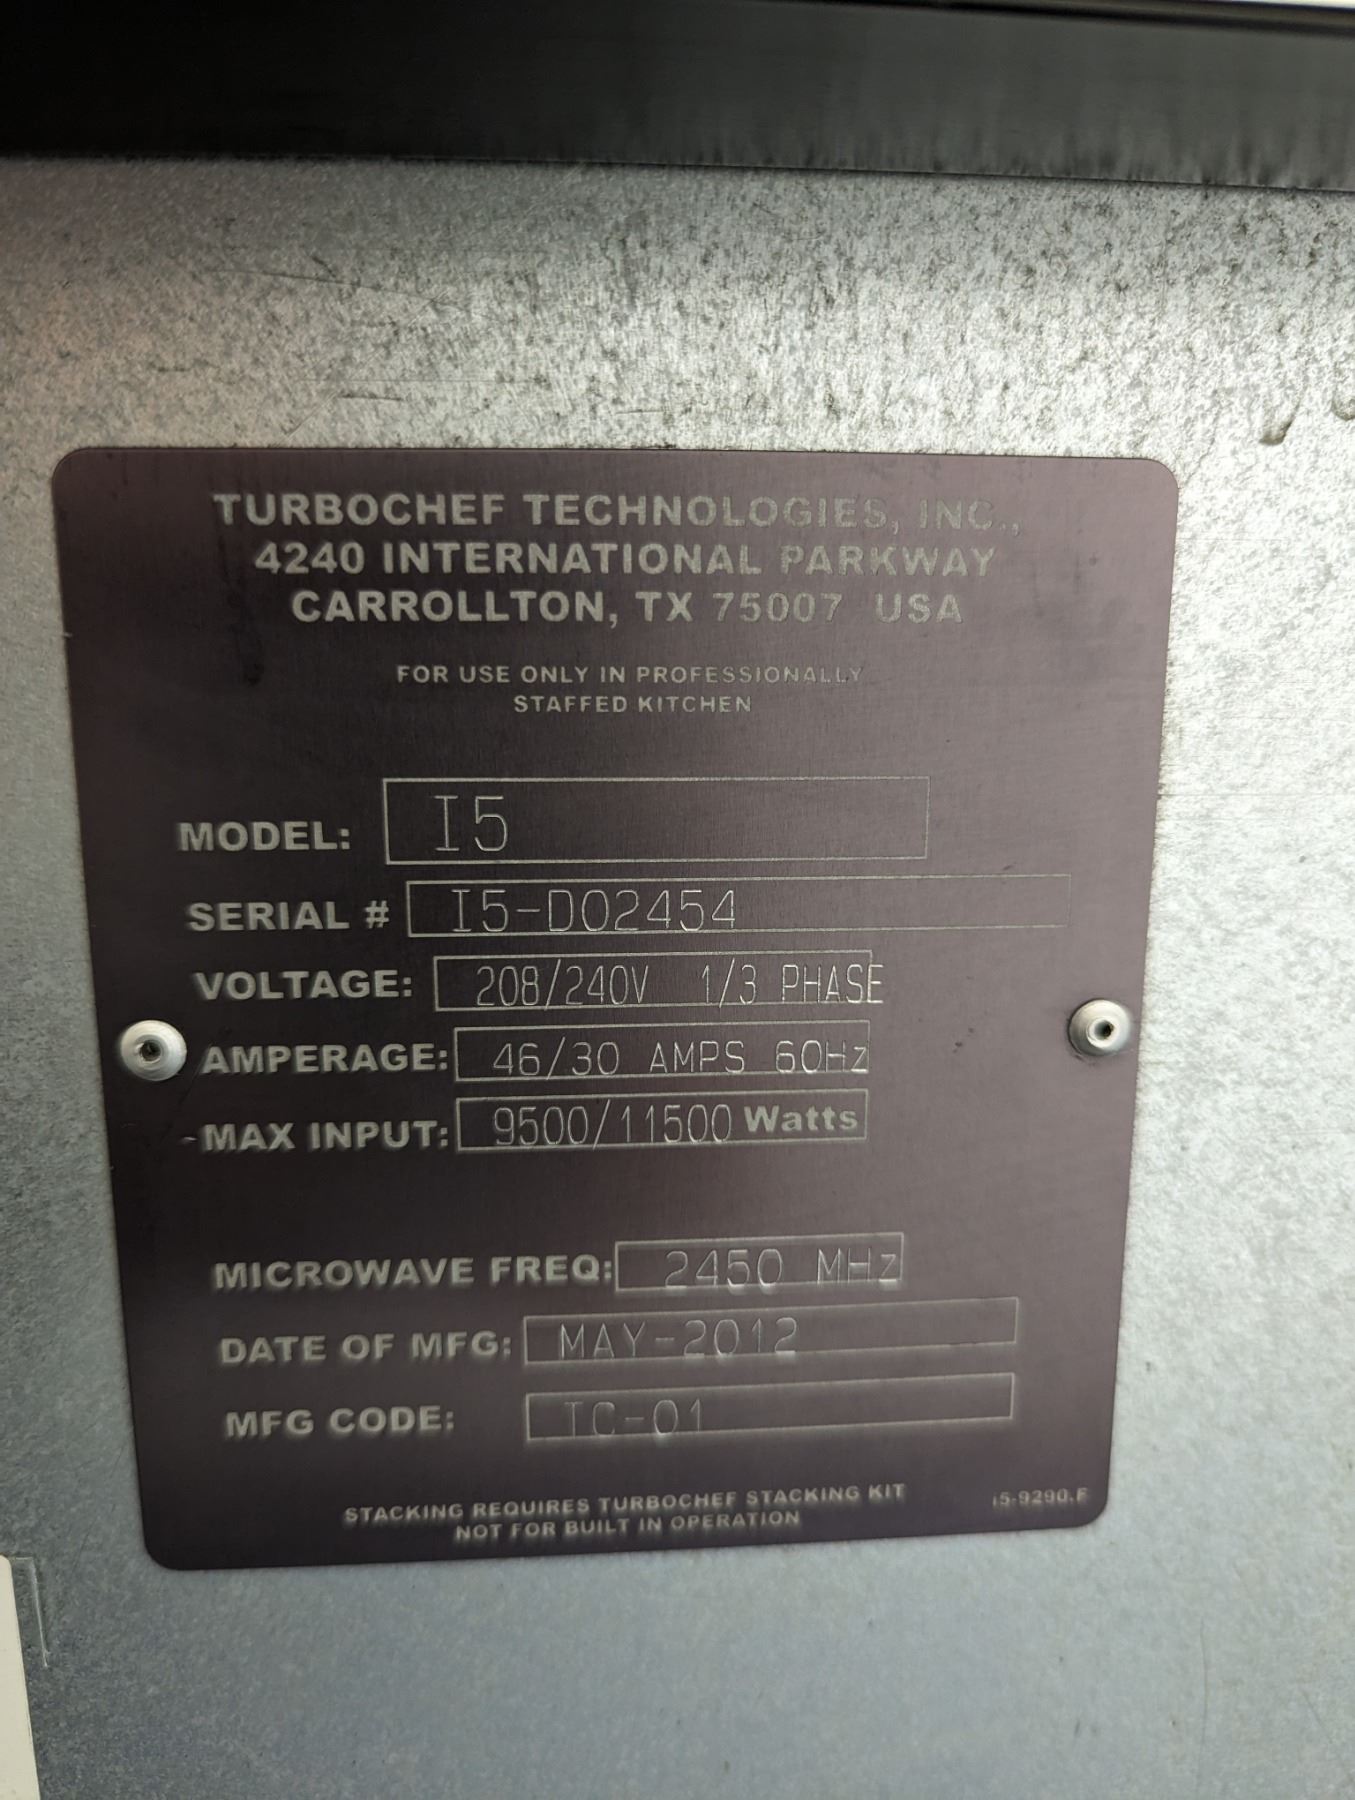 TURBOCHEF TECHNOLOGIES, INC.,
4240 INTERNATIONAL PARKWAY
CARROLLTON, TX 75007 USA
FOR USE ONLY IN PROFESSIONALLY
STAFFED KITCHEN
MODEL: I5
SERIAL # I5-D02454
VOLTAGE: 208/240V 1/3 PHASE
AMPERAGE: 46/30 AMPS 60Hz
MAX INPUT: 9500/11500 Watts
MICROWAVE FREQ: 2450 MHz
DATE OF MFG: MAY-2012
MFG CODE: TC-01
STACKING REQUIRES TURBOCHEF STACKING KIT
NOT FOR BUILT IN OPERATION
i5-9290.F